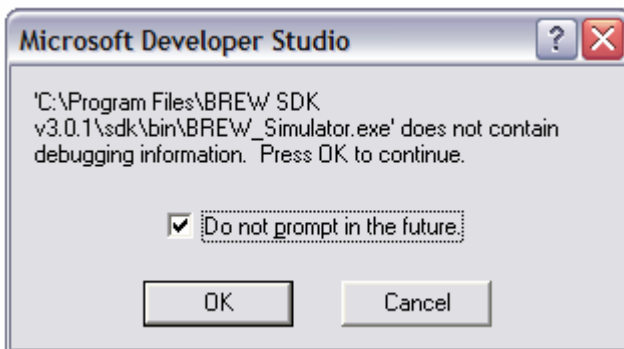 Microsoft Developer Studio
'C:\Program Files\BREW SDK
v3.0.1\sdk\bin\BREW_Simulator.exe' does not contain
debugging information.  Press OK to continue.
Do not prompt in the future.
OK
Cancel